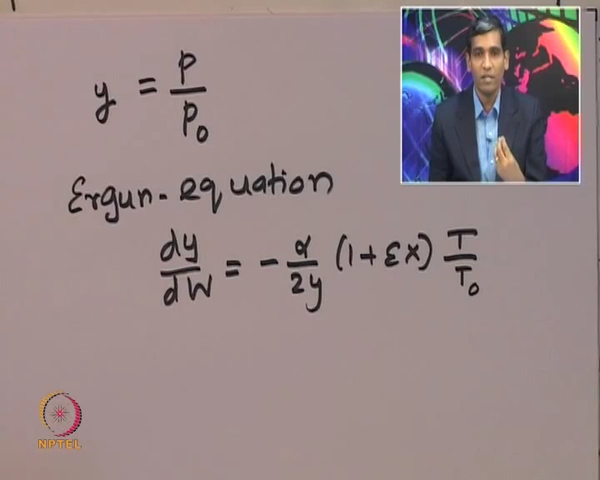 y = P/P₀
Ergun-equation
dy/dW = - α/2y (1+εX) T/T₀
NPTEL